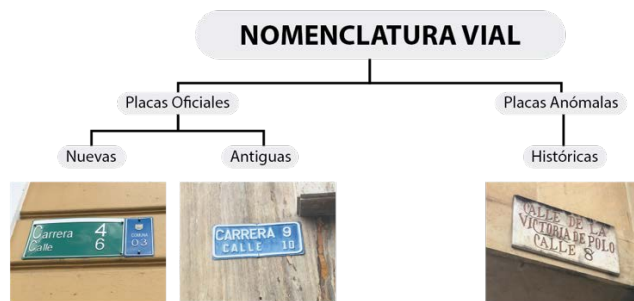 NOMENCLATURA VIAL
Placas Oficiales
Placas Anómalas
Nuevas
Antiguas
Históricas
Carrera 4
Calle 6
COMUNA
03
CARRERA 9
CALLE 10
CALLE DE LA
VICTORIA DE POLO
CALLE 8